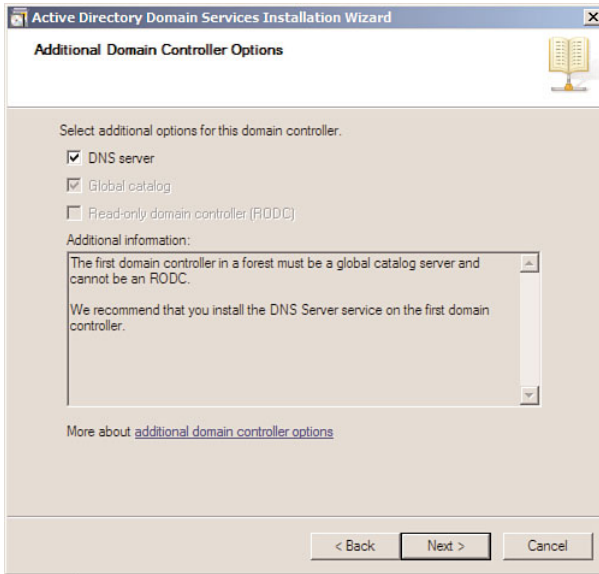 Active Directory Domain Services Installation Wizard
Additional Domain Controller Options
Select additional options for this domain controller.
DNS server
Global catalog
Read-only domain controller (RODC)
Additional information:
The first domain controller in a forest must be a global catalog server and
cannot be an RODC.
We recommend that you install the DNS Server service on the first domain
controller.
More about additional domain controller options
< Back
Next >
Cancel